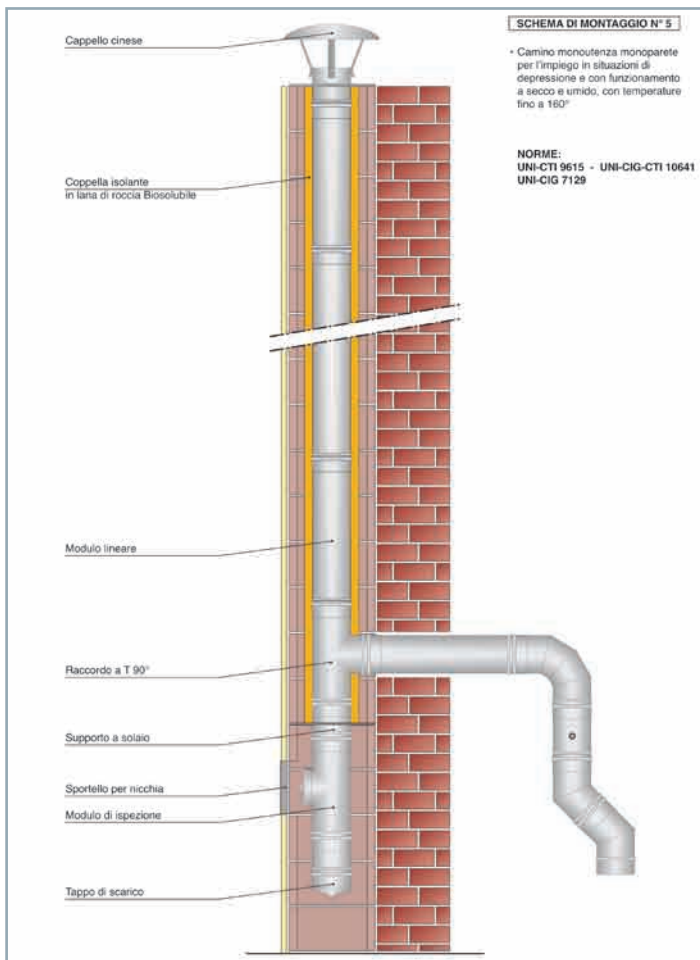 Cappello cinese
SCHEMA DI MONTAGGIO N° 5
• Camino monoutenza monoparete
per l'impiego in situazioni di
depressione e con funzionamento
a secco e umido, con temperature
fino a 160°
NORME:
UNI-CTI 9615 - UNI-CIG-CTI 10641
UNI-CIG 7129
Coppella isolante
in lana di roccia Biosolubile
Modulo lineare
Raccordo a T 90°
Supporto a solaio
Sportello per nicchia
Modulo di ispezione
Tappo di scarico